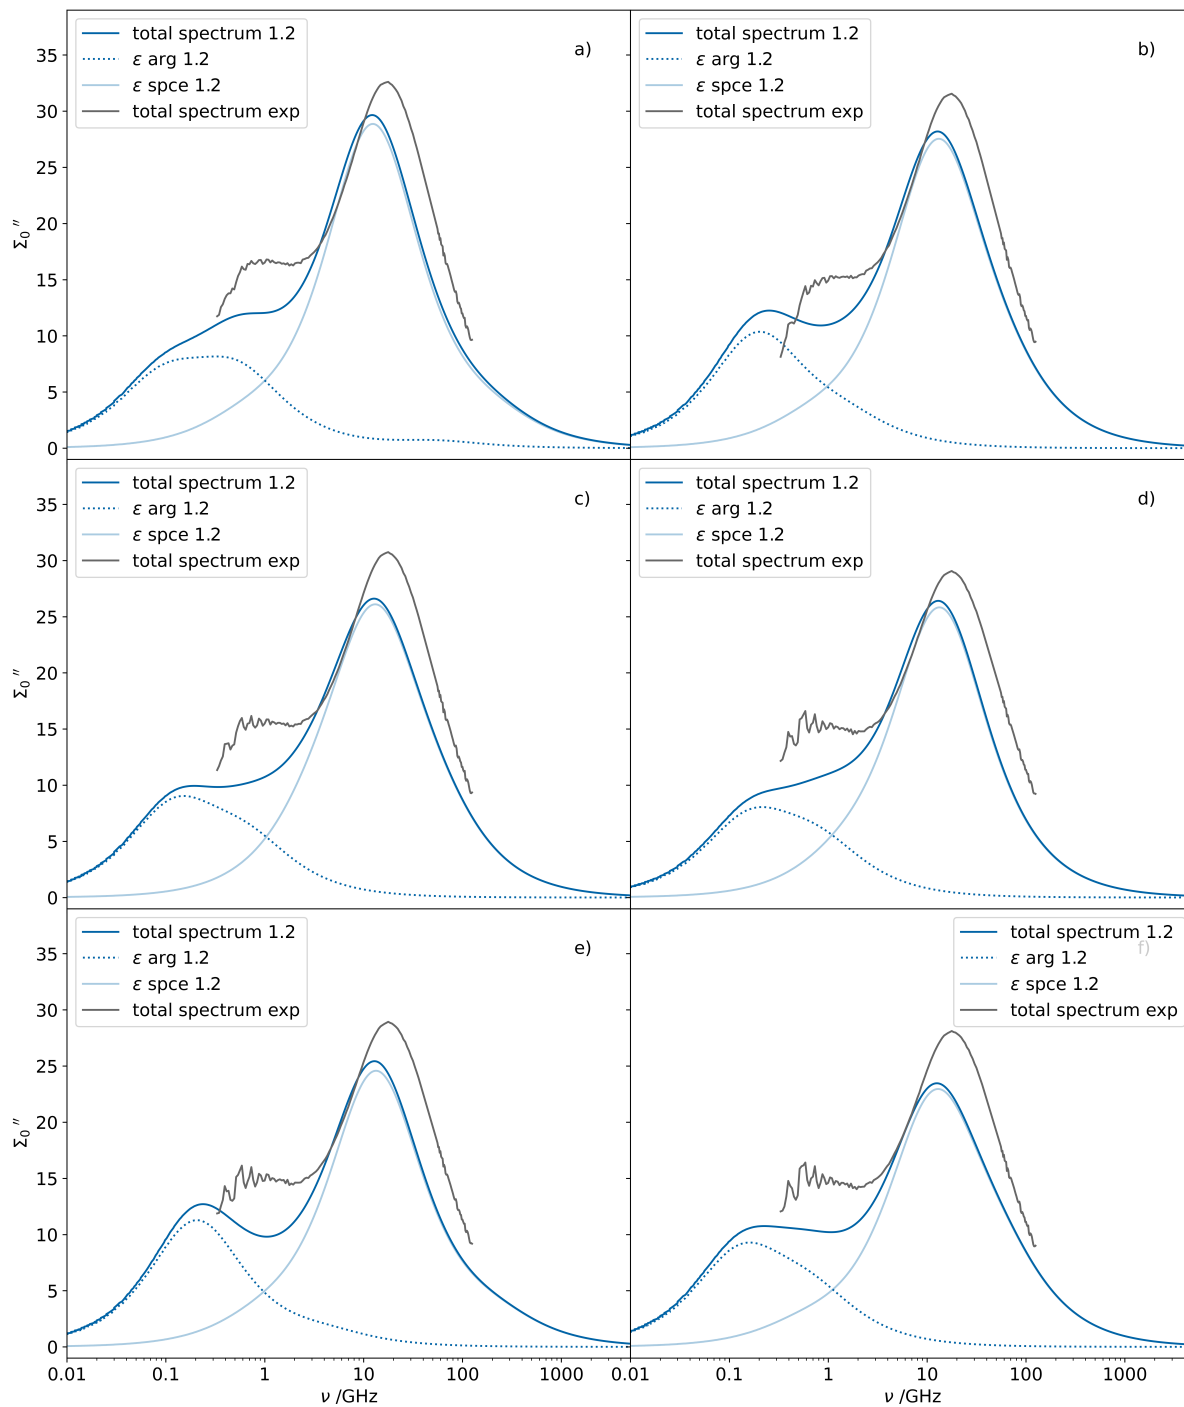 total spectrum 1.2
ε arg 1.2
ε spce 1.2
total spectrum exp
a)
35
30
25
20
15
10
5
0
Σ0 ″
total spectrum 1.2
ε arg 1.2
ε spce 1.2
total spectrum exp
b)
total spectrum 1.2
ε arg 1.2
ε spce 1.2
total spectrum exp
c)
35
30
25
20
15
10
5
0
Σ0 ″
total spectrum 1.2
ε arg 1.2
ε spce 1.2
total spectrum exp
d)
total spectrum 1.2
ε arg 1.2
ε spce 1.2
total spectrum exp
e)
35
30
25
20
15
10
5
0
Σ0 ″
0.01 0.1 1 10 100 1000
ν /GHz
total spectrum 1.2
ε arg 1.2
ε spce 1.2
total spectrum exp
f)
0.01 0.1 1 10 100 1000
ν /GHz